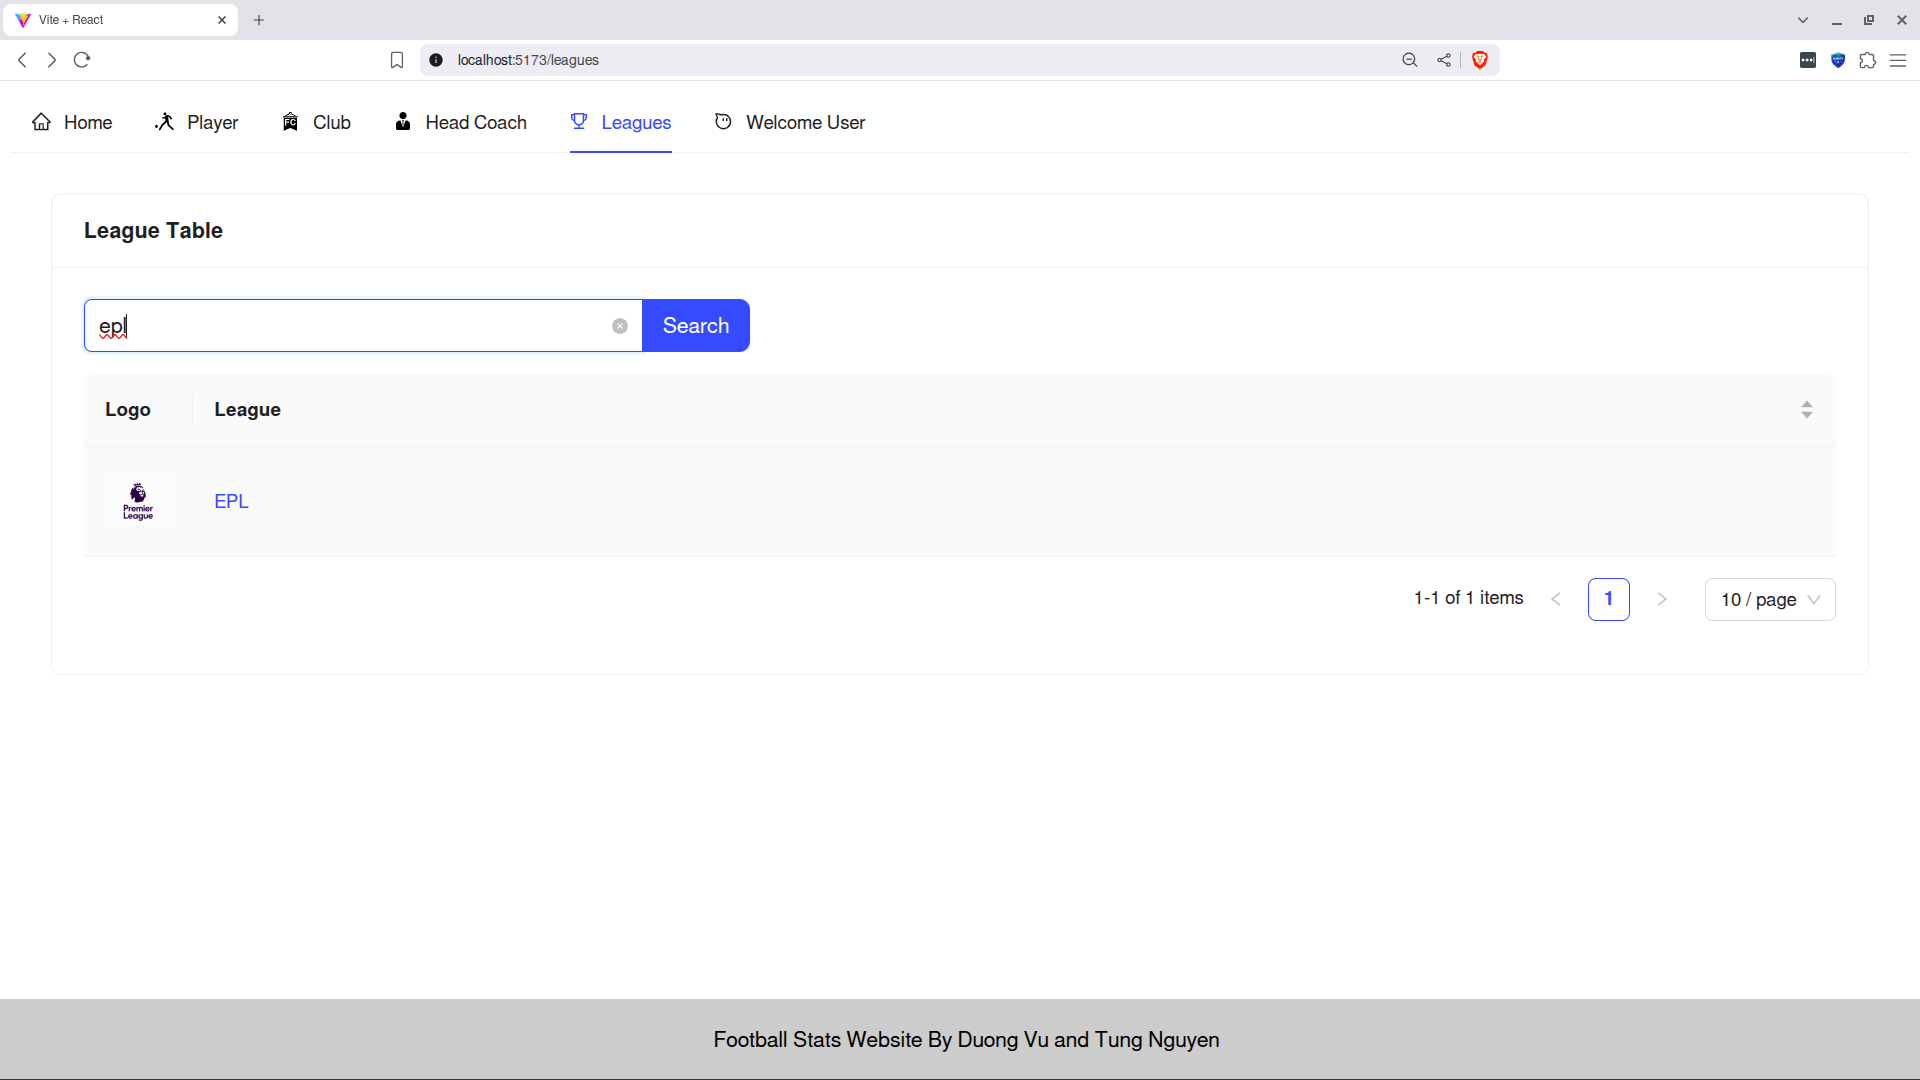 Vite + React
localhost:5173/leagues
Home Player Club Head Coach Leagues Welcome User
League Table
epl Search
Logo League
Premier
League
EPL
1-1 of 1 items 1 10 / page
Football Stats Website By Duong Vu and Tung Nguyen